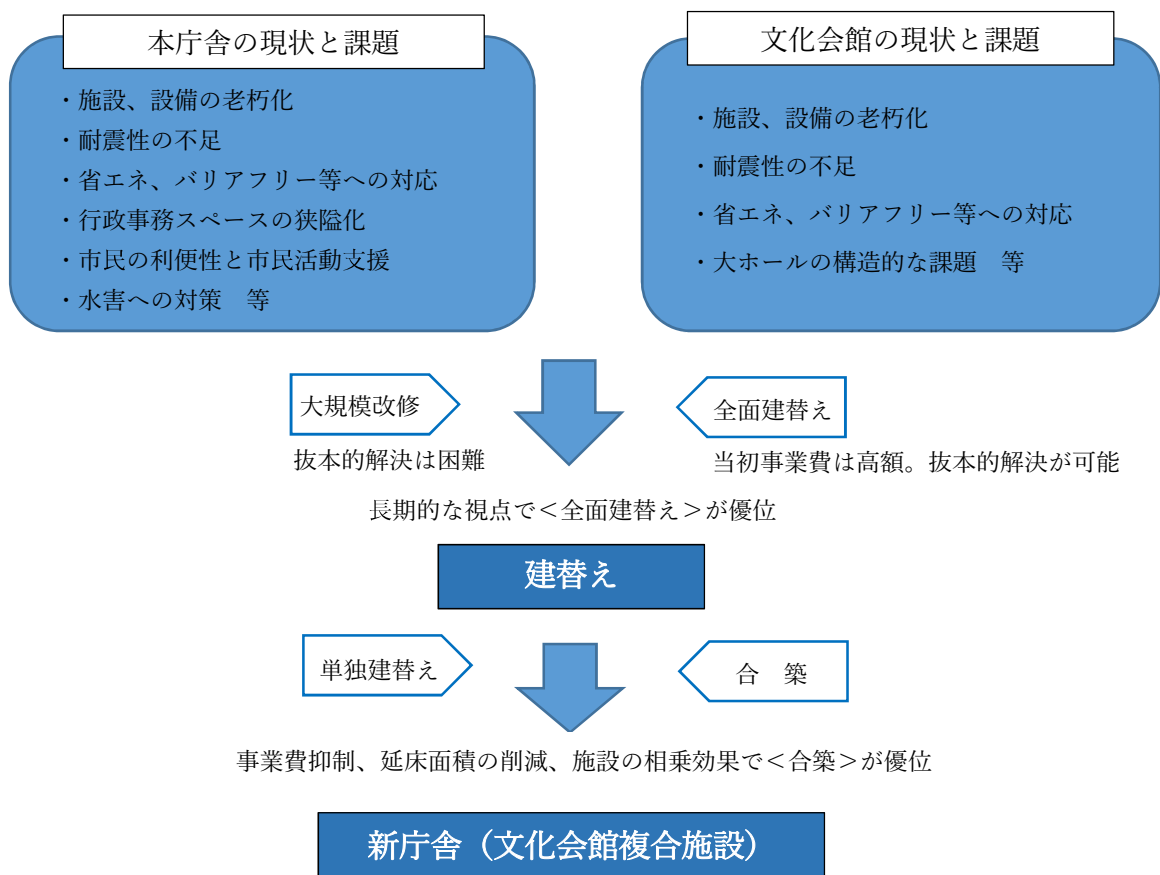 本庁舎の現状と課題
・施設、設備の老朽化
・耐震性の不足
・省エネ、バリアフリー等への対応
・行政事務スペースの狭隘化
・市民の利便性と市民活動支援
・水害への対策　等
文化会館の現状と課題
・施設、設備の老朽化
・耐震性の不足
・省エネ、バリアフリー等への対応
・大ホールの構造的な課題　等
大規模改修
全面建替え
抜本的解決は困難
当初事業費は高額。抜本的解決が可能
長期的な視点で＜全面建替え＞が優位
建替え
単独建替え
合　築
事業費抑制、延床面積の削減、施設の相乗効果で＜合築＞が優位
新庁舎（文化会館複合施設）